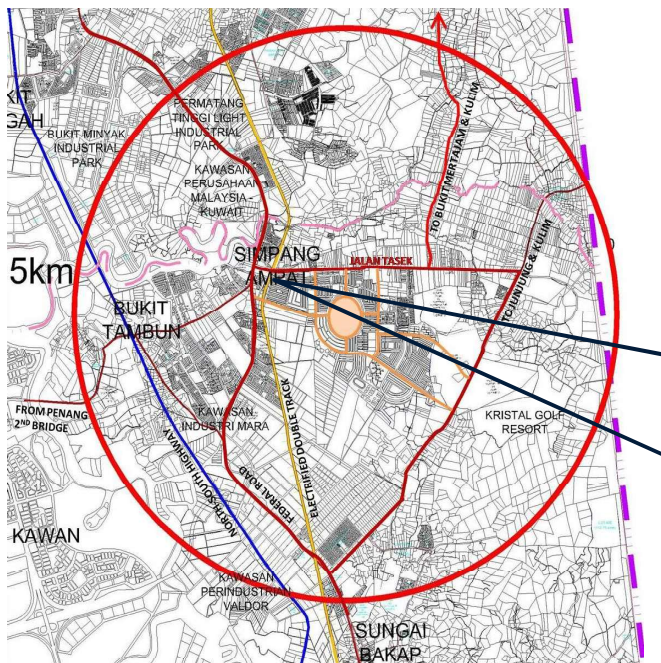 KIT
GAH
BUKIT MINYAK
INDUSTRIAL
PARK
PERMATANG
TINGGI LIGHT
INDUSTRIAL
PARK
KAWASAN
PERUSAHAAN
MALAYSIA -
KUWAIT
TO BUKIT MERTAJAM & KULIM
SIMPANG
AMPAT
JALAN TASEK
TO JUNJUNG & KULIM
5km
BUKIT
TAMBUN
FROM PENANG
2ND BRIDGE
KAWASAN
INDUSTRI MARA
KRISTAL GOLF
RESORT
NORTH-SOUTH HIGHWAY
FEDERAL ROAD
ELECTRIFIED DOUBLE TRACK
KAWAN
KAWASAN
PERINDUSTRIAN
VALDOR
SUNGAI
BAKAP